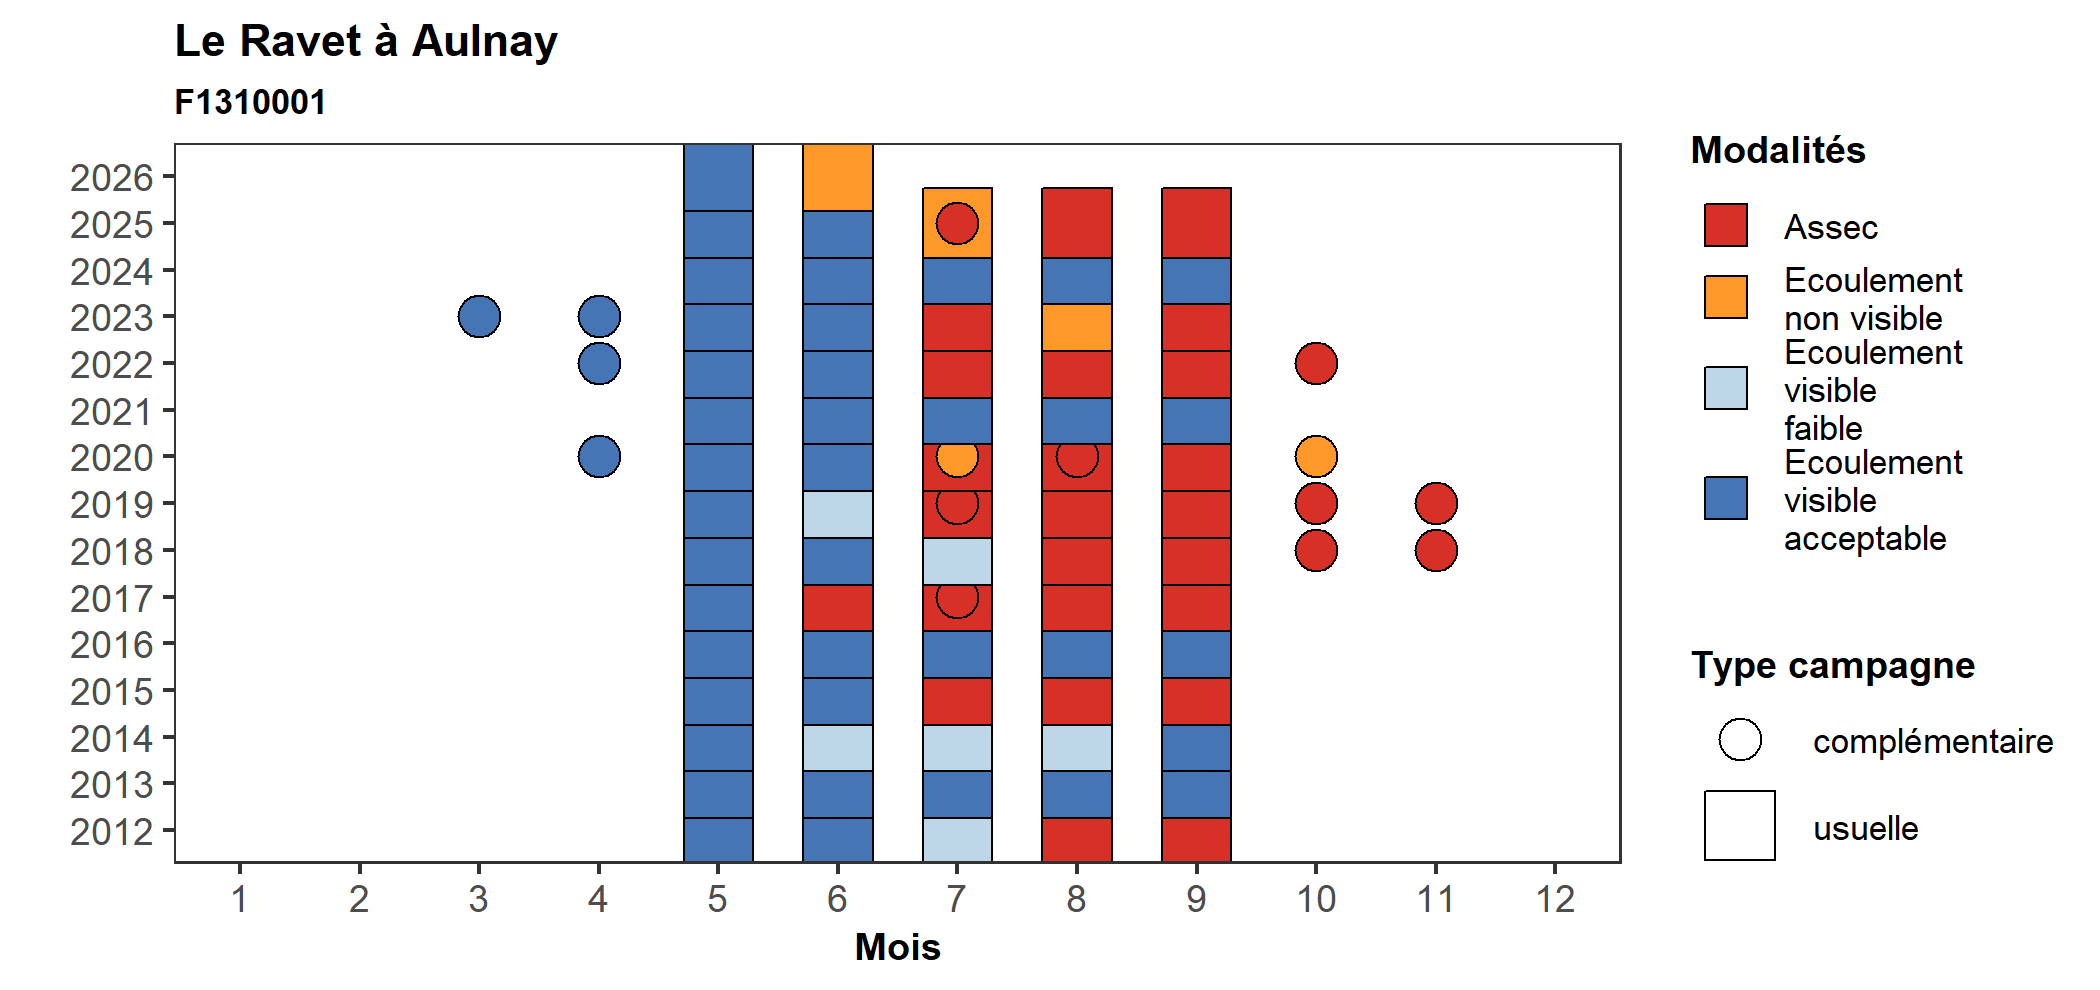 Le Ravet à Aulnay
F1310001
2026
2025
2024
2023
2022
2021
2020
2019
2018
2017
2016
2015
2014
2013
2012
1 2 3 4 5 6 7 8 9 10 11 12
Mois
Modalités
Assec
Ecoulement
non visible
Ecoulement
visible
faible
Ecoulement
visible
acceptable
Type campagne
complémentaire
usuelle